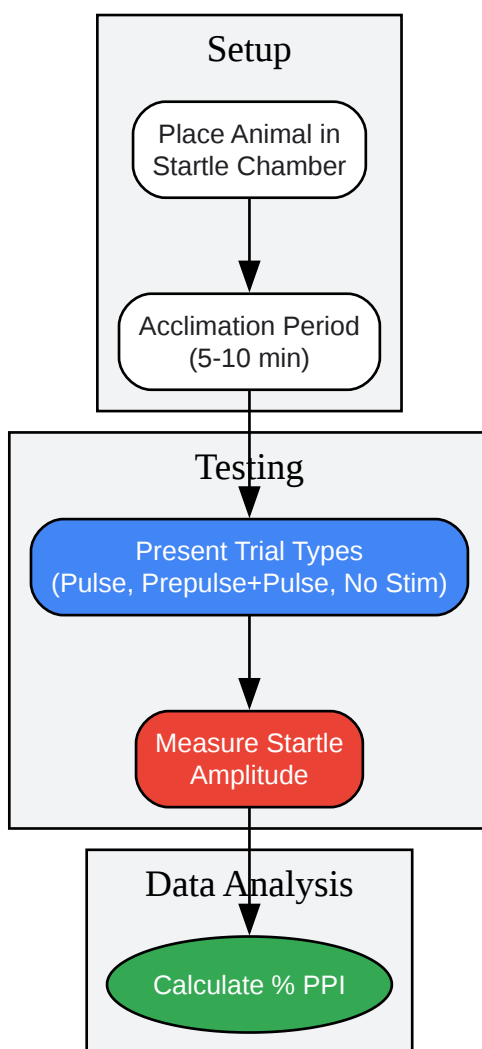 Setup
Place Animal in
Startle Chamber
Acclimation Period
(5-10 min)
Testing
Present Trial Types
(Pulse, Prepulse+Pulse, No Stim)
Measure Startle
Amplitude
Data Analysis
Calculate % PPI